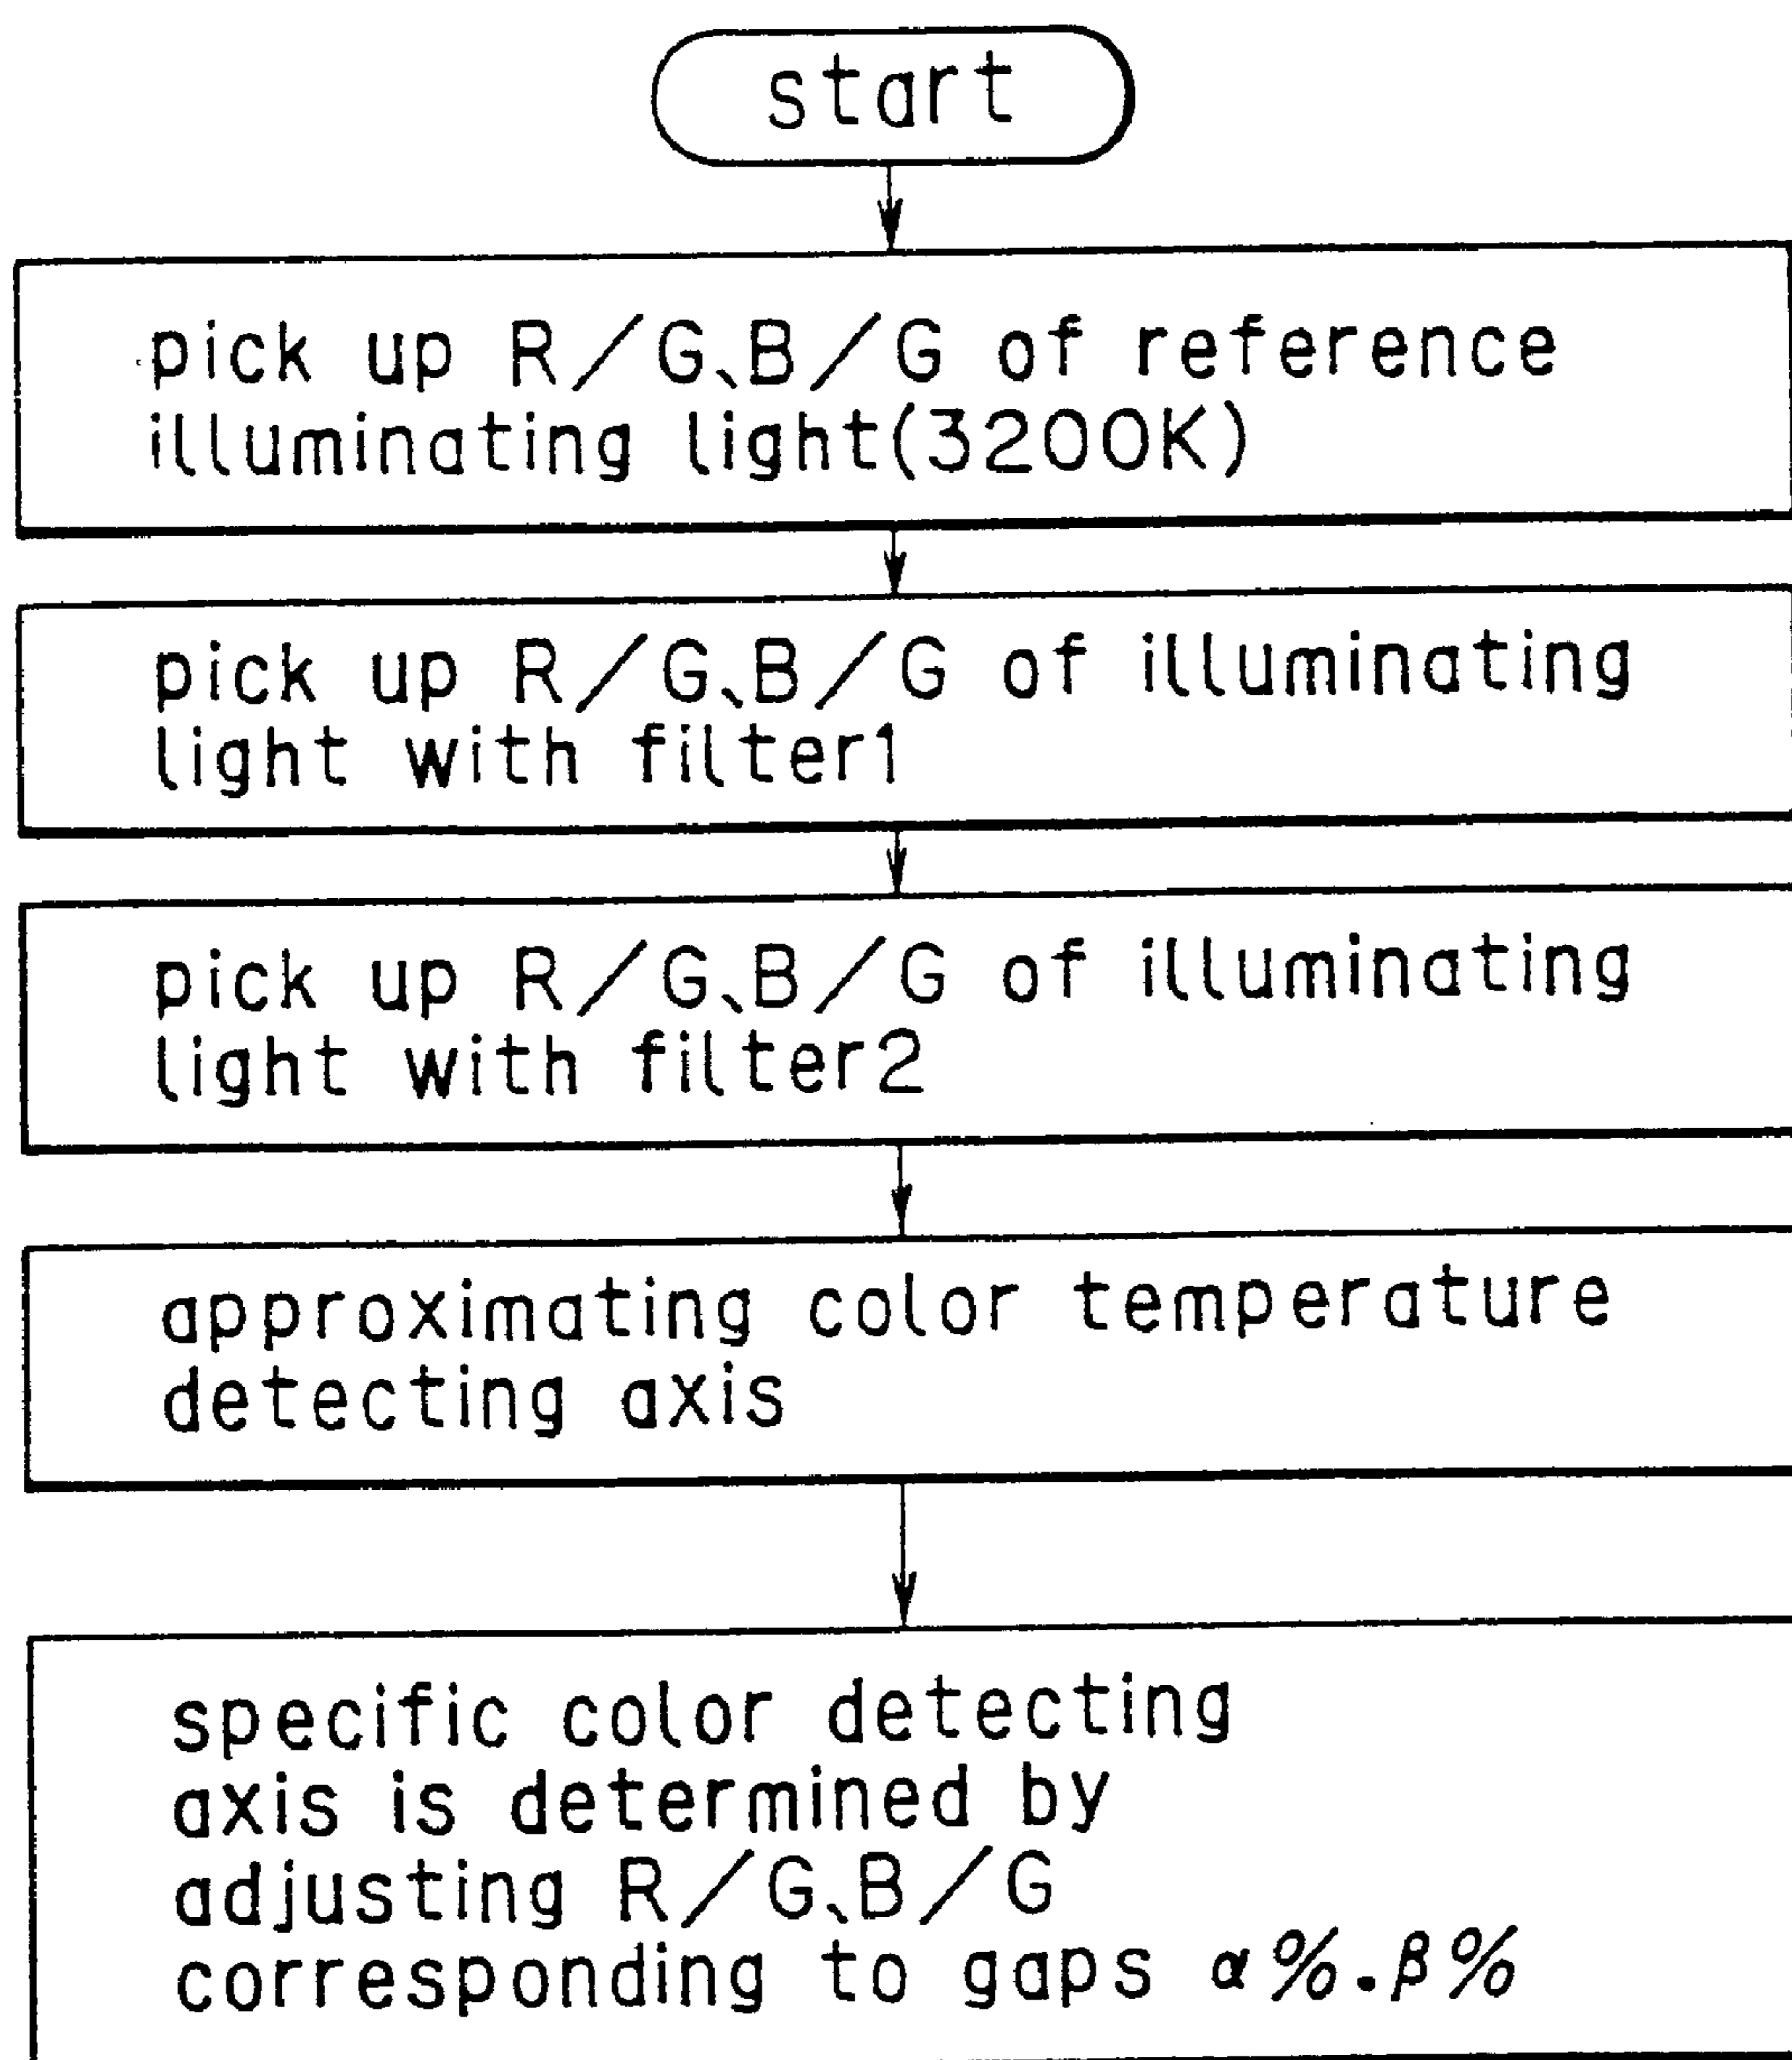 start
pick up R/G、B/G of reference
illuminating light(3200K)
pick up R/G、B/G of illuminating
light with filter1
pick up R/G、B/G of illuminating
light with filter2
approximating color temperature
detecting axis
specific color detecting
axis is determined by
adjusting R/G、B/G
corresponding to gaps α%.β%